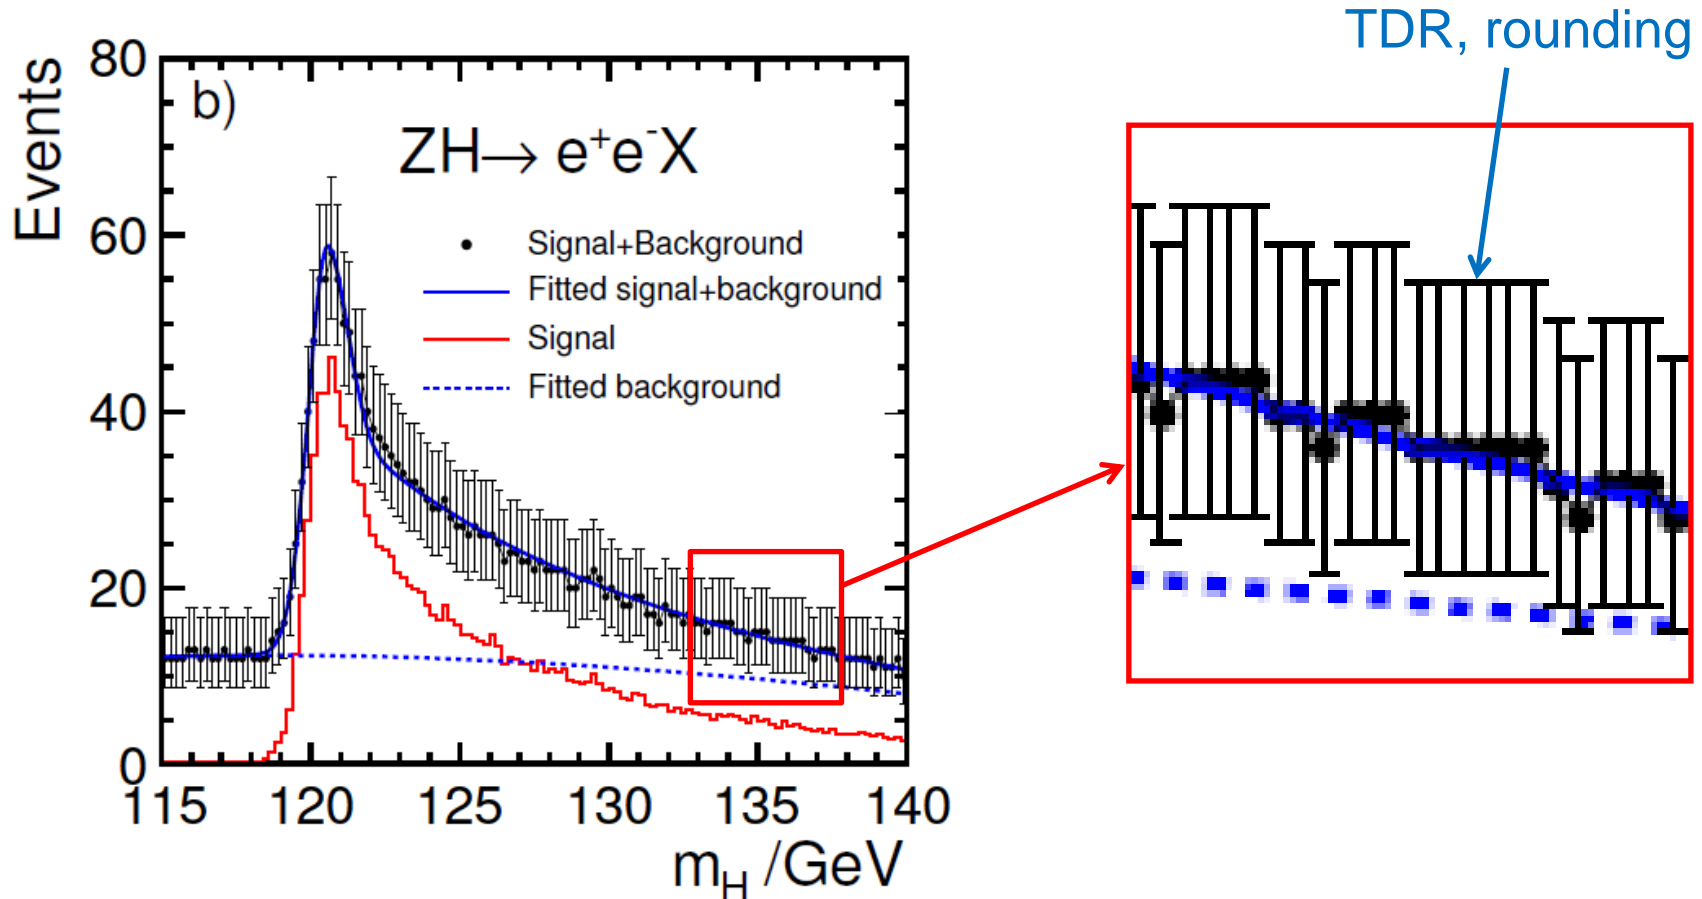 TDR, rounding
Events
80
60
40
20
0
b)
ZH→ e⁺e⁻X
Signal+Background
Fitted signal+background
Signal
Fitted background
115 120 125 130 135 140
m_H /GeV